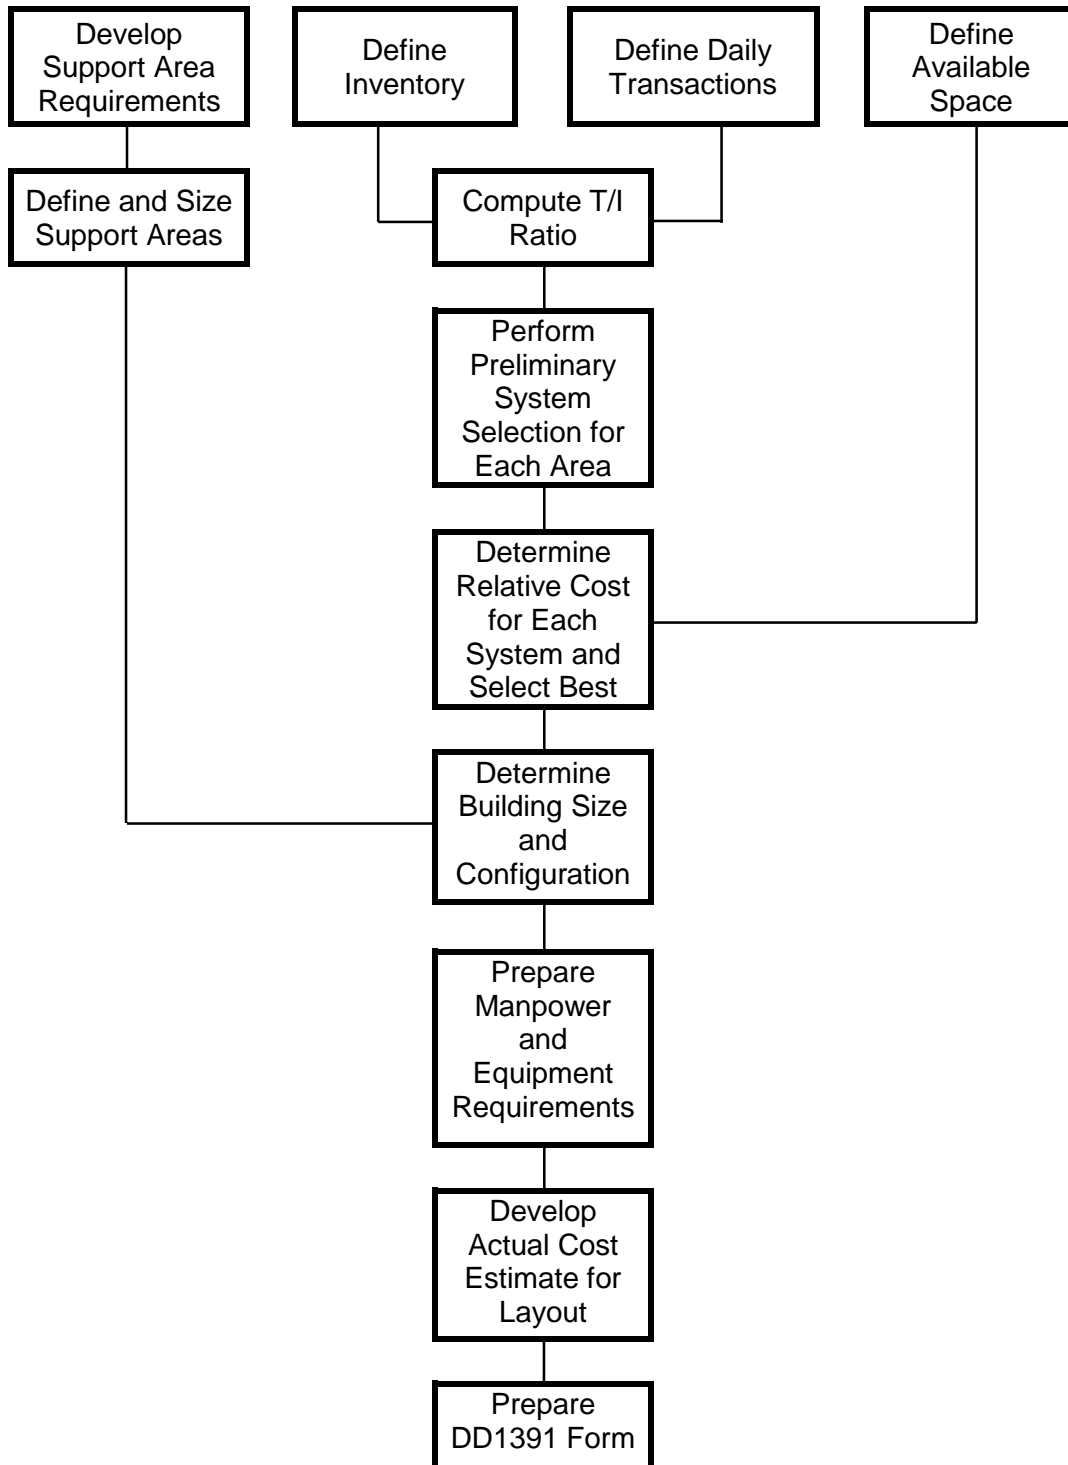 Develop
Support Area
Requirements
Define
Inventory
Define Daily
Transactions
Define
Available
Space
Define and Size
Support Areas
Compute T/I
Ratio
Perform
Preliminary
System
Selection for
Each Area
Determine
Relative Cost
for Each
System and
Select Best
Determine
Building Size
and
Configuration
Prepare
Manpower
and
Equipment
Requirements
Develop
Actual Cost
Estimate for
Layout
Prepare
DD1391 Form